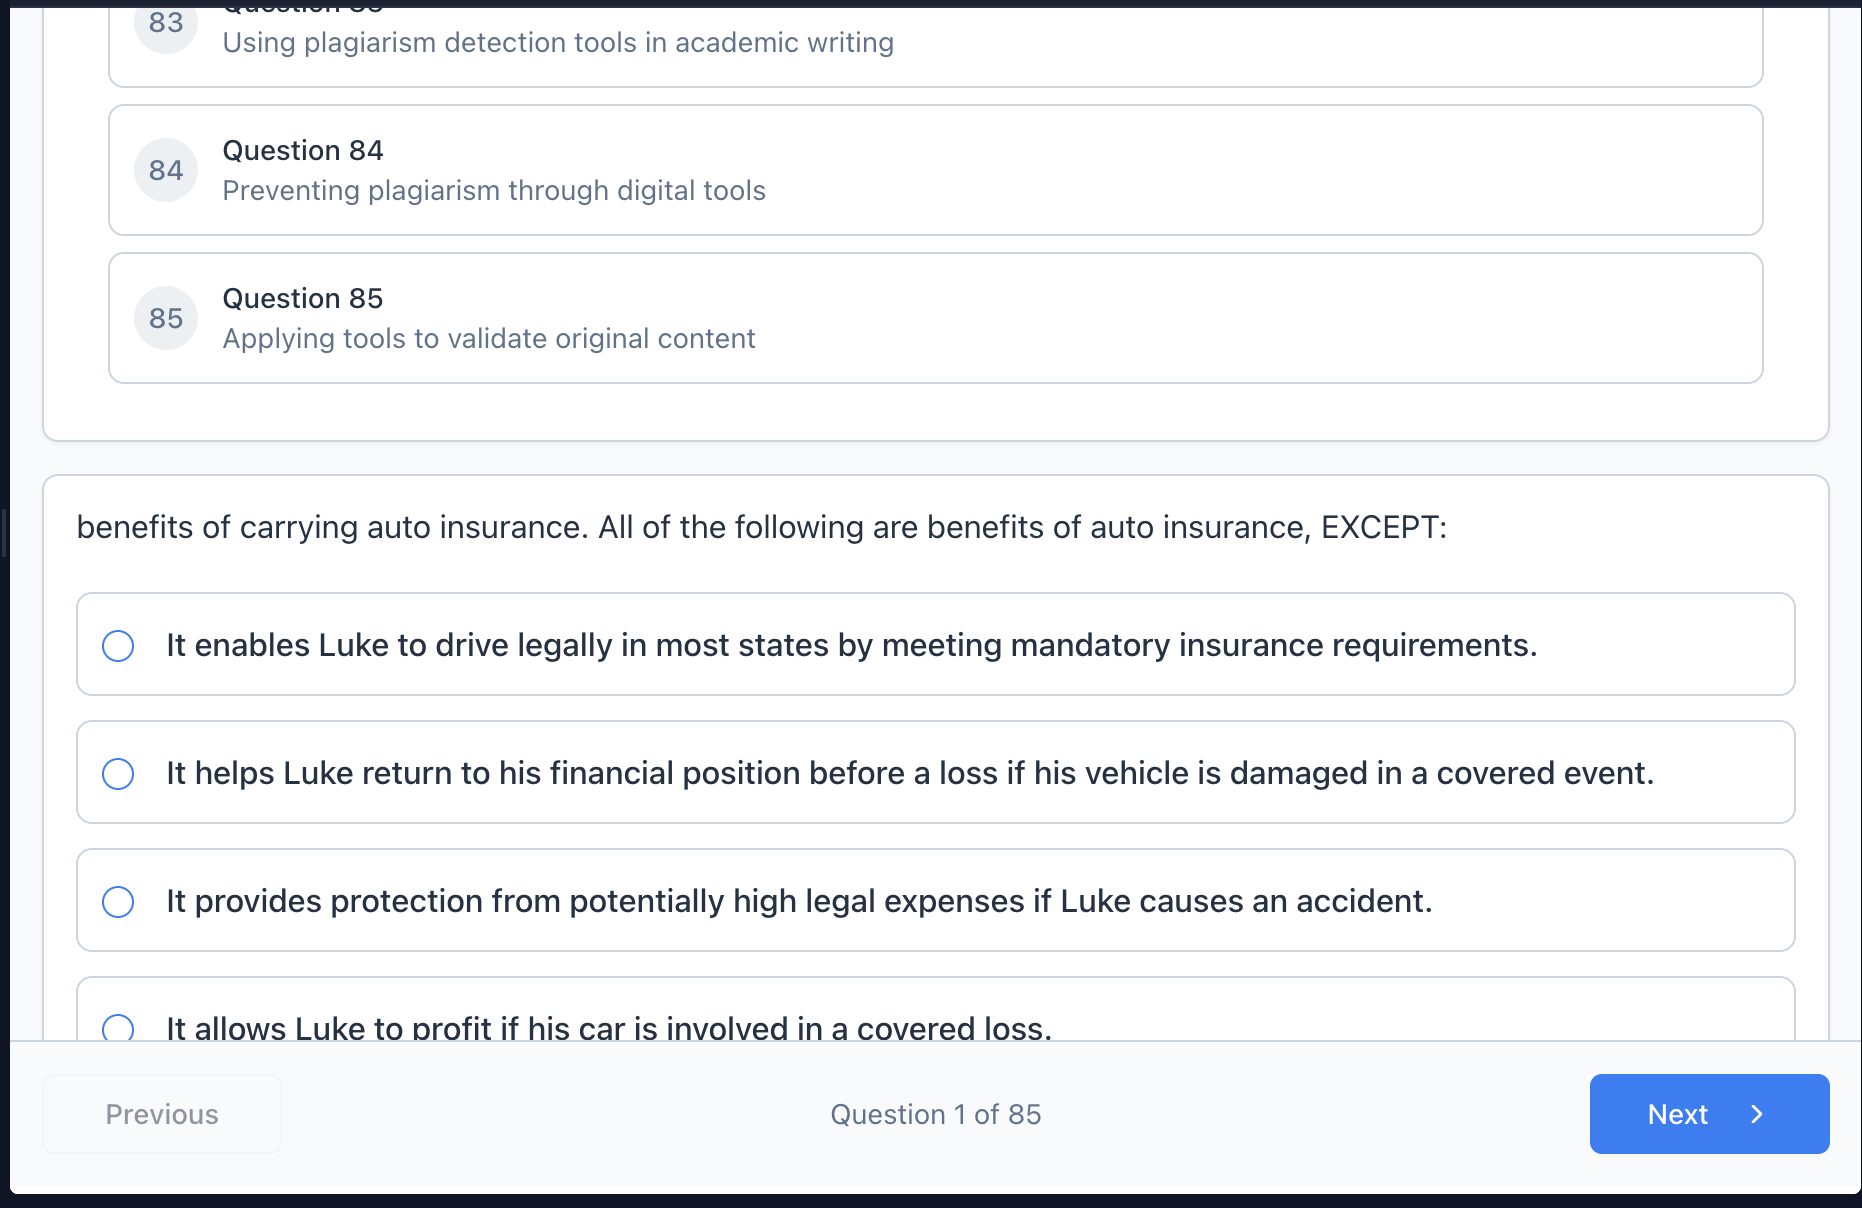 83
Question 83
Using plagiarism detection tools in academic writing
84
Question 84
Preventing plagiarism through digital tools
85
Question 85
Applying tools to validate original content
benefits of carrying auto insurance. All of the following are benefits of auto insurance, EXCEPT:
It enables Luke to drive legally in most states by meeting mandatory insurance requirements.
It helps Luke return to his financial position before a loss if his vehicle is damaged in a covered event.
It provides protection from potentially high legal expenses if Luke causes an accident.
It allows Luke to profit if his car is involved in a covered loss.
Previous
Question 1 of 85
Next